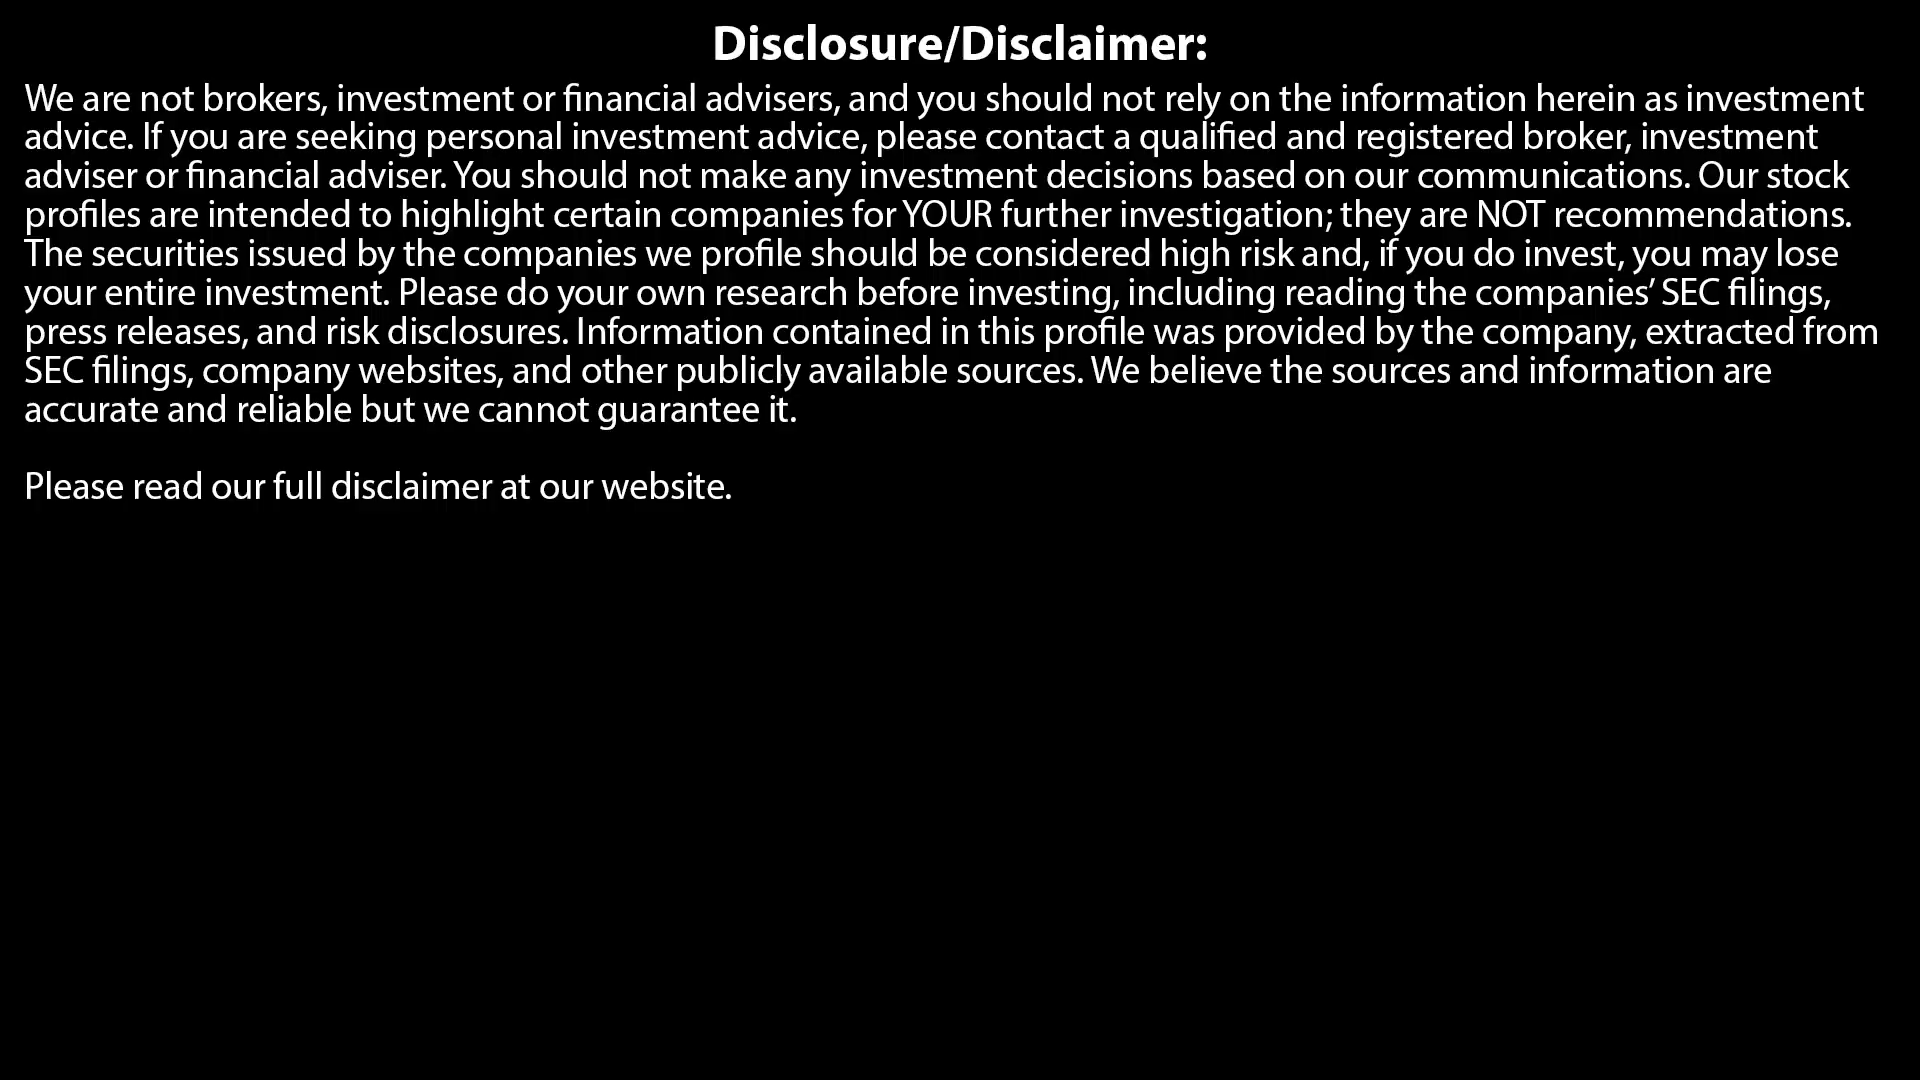 Disclosure/Disclaimer:
We are not brokers, investment or financial advisers, and you should not rely on the information herein as investment
advice. If you are seeking personal investment advice, please contact a qualified and registered broker, investment
adviser or financial adviser. You should not make any investment decisions based on our communications. Our stock
profiles are intended to highlight certain companies for YOUR further investigation; they are NOT recommendations.
The securities issued by the companies we profile should be considered high risk and, if you do invest, you may lose
your entire investment. Please do your own research before investing, including reading the companies’ SEC filings,
press releases, and risk disclosures. Information contained in this profile was provided by the company, extracted from
SEC filings, company websites, and other publicly available sources. We believe the sources and information are
accurate and reliable but we cannot guarantee it.
Please read our full disclaimer at our website.